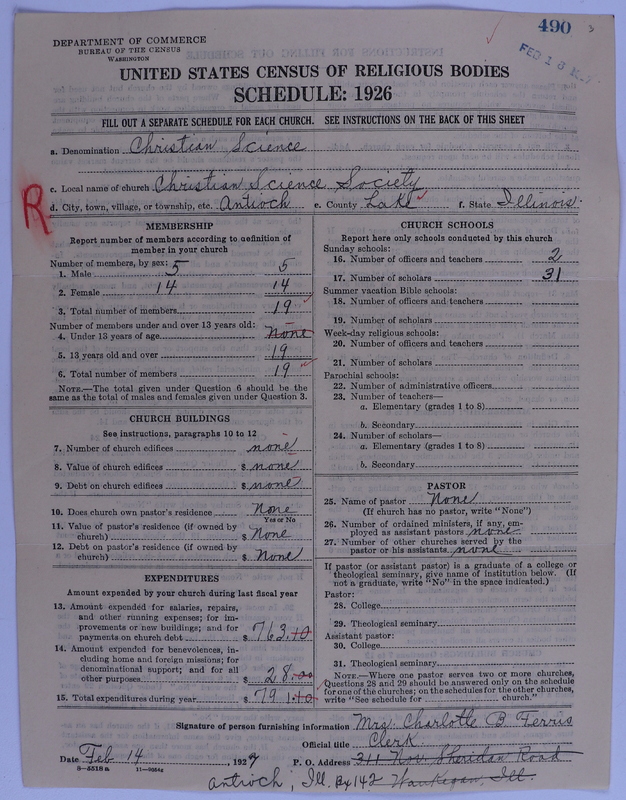 490 3
FEB 18 1927
DEPARTMENT OF COMMERCE
BUREAU OF THE CENSUS
WASHINGTON
UNITED STATES CENSUS OF RELIGIOUS BODIES
SCHEDULE: 1926
FILL OUT A SEPARATE SCHEDULE FOR EACH CHURCH. SEE INSTRUCTIONS ON THE BACK OF THIS SHEET
a. Denomination Christian Science
c. Local name of church Christian Science Society
R
d. City, town, village, or township, etc. Antioch e. County Lake f. State Illinois.
MEMBERSHIP
Report number of members according to definition of
member in your church
Number of members, by sex:
1. Male 5 5
2. Female 14 14
3. Total number of members 19
Number of members under and over 13 years old:
4. Under 13 years of age none
5. 13 years old and over 19
6. Total number of members 19
NOTE.—The total given under Question 6 should be the
same as the total of males and females given under Question 3.
CHURCH BUILDINGS
See instructions, paragraphs 10 to 12
7. Number of church edifices none
8. Value of church edifices $ none
9. Debt on church edifices $ none
10. Does church own pastor's residence None
Yes or No
11. Value of pastor's residence (if owned by
church) $ None
12. Debt on pastor's residence (if owned by
church) $ None
EXPENDITURES
Amount expended by your church during last fiscal year
13. Amount expended for salaries, repairs,
and other running expenses; for im-
provements or new buildings; and for
payments on church debt $ 763.10
14. Amount expended for benevolences, in-
cluding home and foreign missions; for
denominational support; and for all
other purposes $ 28.00
15. Total expenditures during year $ 791.10
CHURCH SCHOOLS
Report here only schools conducted by this church
Sunday schools:
16. Number of officers and teachers 2
17. Number of scholars 31
Summer vacation Bible schools:
18. Number of officers and teachers
19. Number of scholars
Week-day religious schools:
20. Number of officers and teachers
21. Number of scholars
Parochial schools:
22. Number of administrative officers
23. Number of teachers—
a. Elementary (grades 1 to 8)
b. Secondary
24. Number of scholars—
a. Elementary (grades 1 to 8)
b. Secondary
PASTOR
25. Name of pastor None
(If church has no pastor, write "None")
26. Number of ordained ministers, if any, em-
ployed as assistant pastors none
27. Number of other churches served by the
pastor or his assistants none
If pastor (or assistant pastor) is a graduate of a college or
theological seminary, give name of institution below. (If
not a graduate, write "No" in the space indicated.)
Pastor:
28. College
29. Theological seminary
Assistant pastor:
30. College
31. Theological seminary
NOTE.—Where one pastor serves two or more churches,
Questions 28 and 29 should be answered only on the schedule
for one of the churches; on the schedules for the other churches,
write "See schedule for church."
Signature of person furnishing information Mrs. Charlotte B Ferris
Official title Clerk
Date Feb 14 1927 P. O. Address 311 Nor. Sheridan Road
8—5518a 11—9034g
Antioch, Ill. Bx 142 Waukegan, Ill.